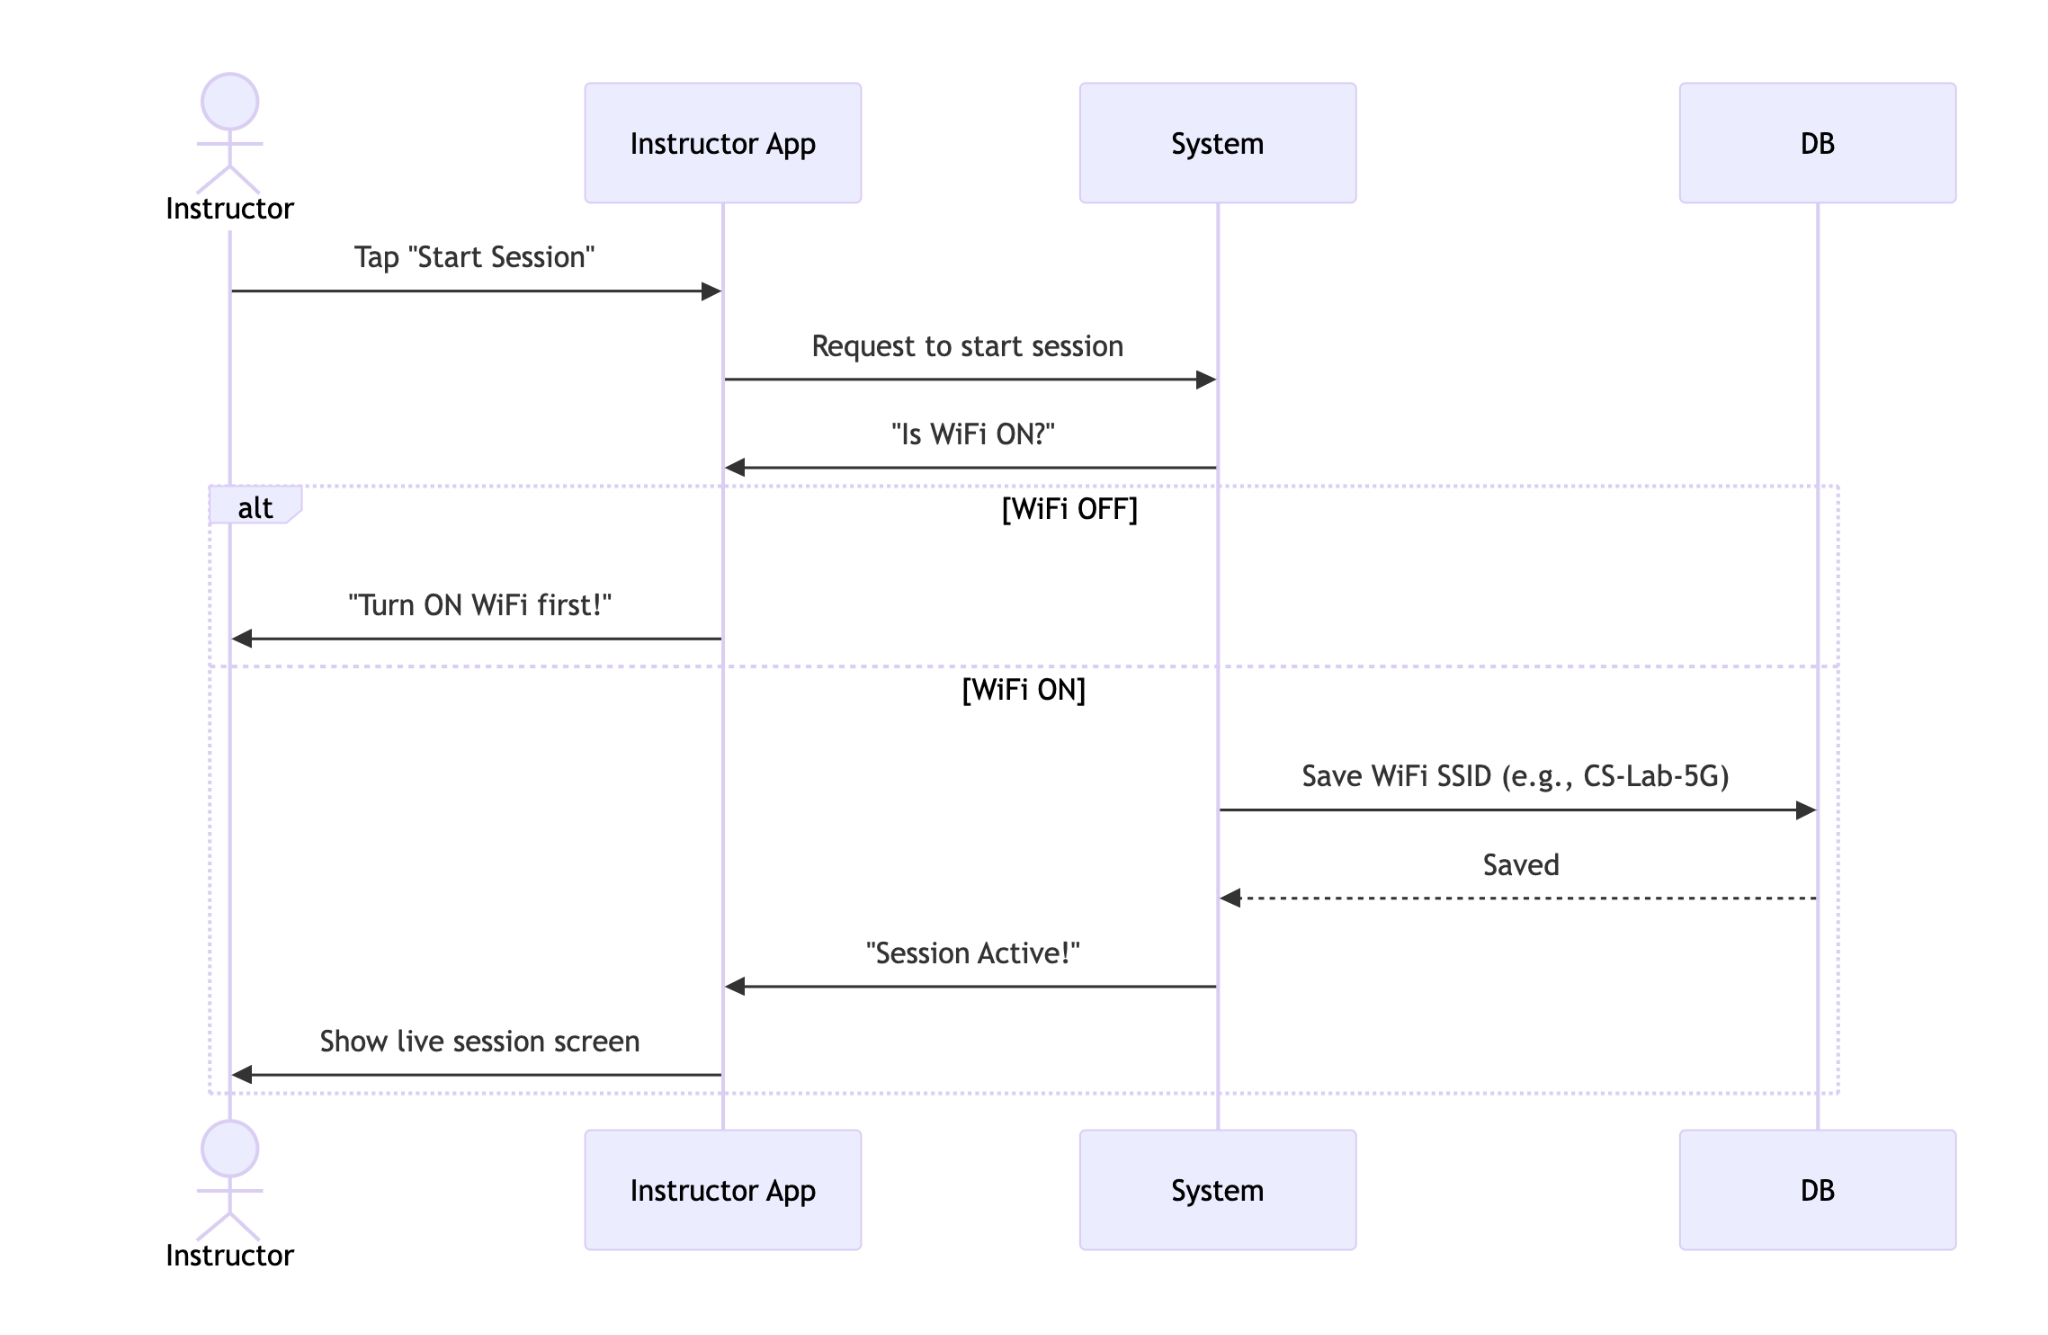 Instructor
Instructor App
System
DB
Tap "Start Session"
Request to start session
"Is WiFi ON?"
alt
[WiFi OFF]
"Turn ON WiFi first!"
[WiFi ON]
Save WiFi SSID (e.g., CS-Lab-5G)
Saved
"Session Active!"
Show live session screen
Instructor
Instructor App
System
DB